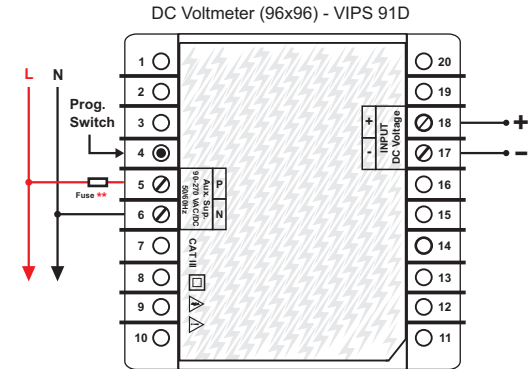 DC Voltmeter (96x96) - VIPS 91D
L N
Prog.
Switch
Fuse **
1
2
3
4
5
6
7
8
9
10
P
N
Aux. Sup.
90-270 VAC/DC
50/60Hz
CAT III
+
-
INPUT
DC Voltage
20
19
18
17
16
15
14
13
12
11
+
-